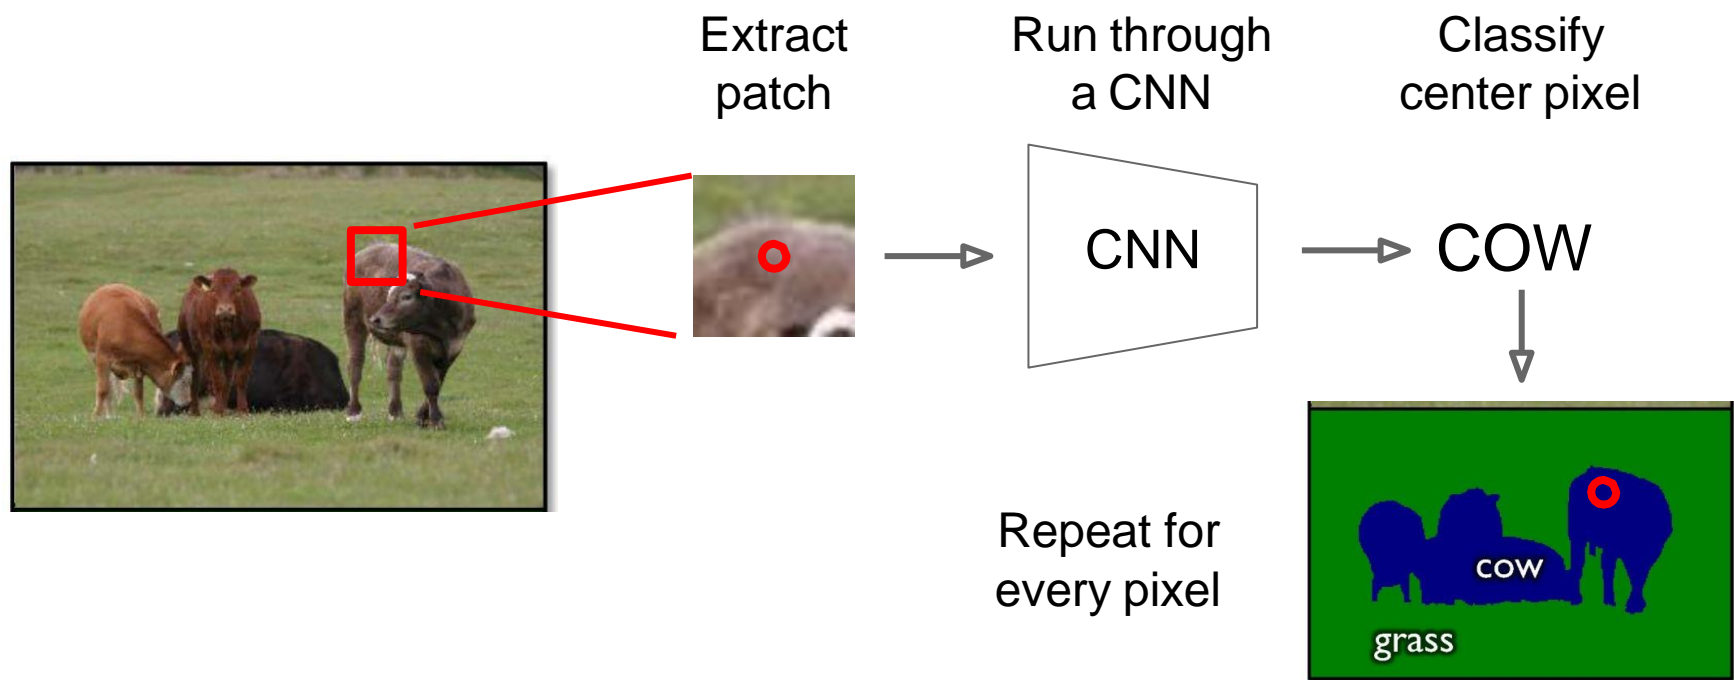 Extract
patch
Run through
a CNN
Classify
center pixel
CNN
COW
Repeat for
every pixel
cow
grass